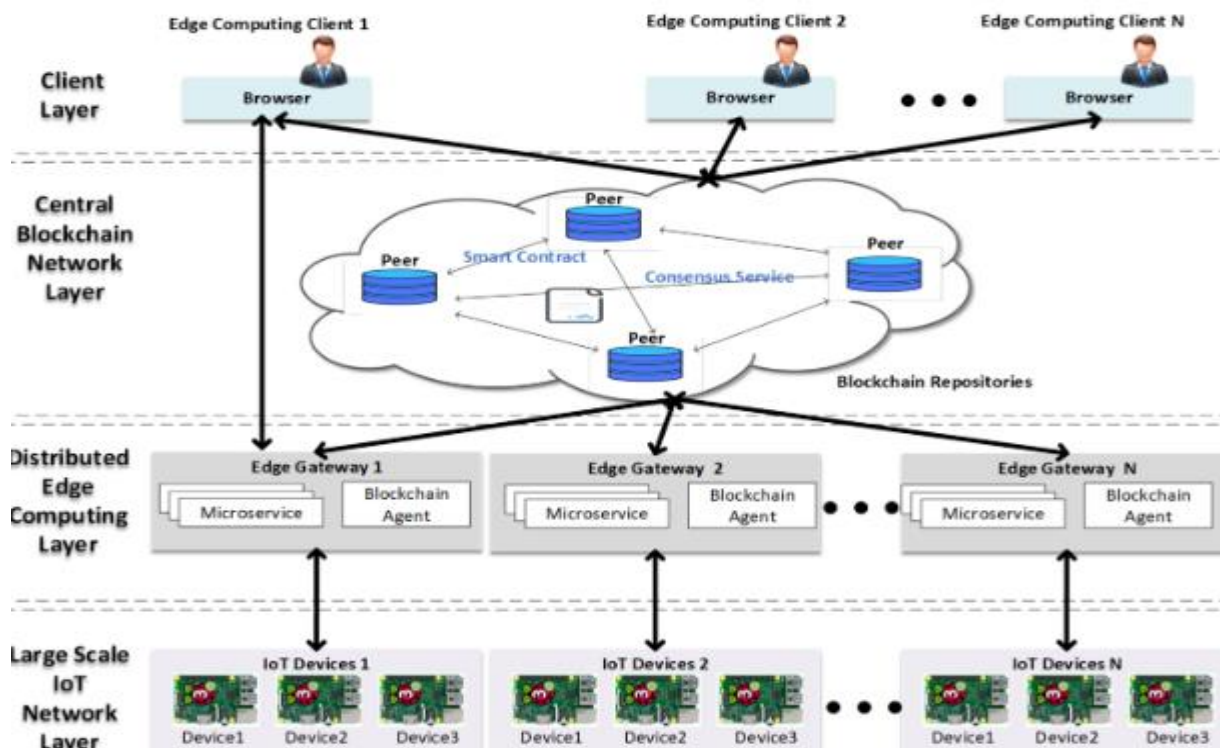 Edge Computing Client 1
Edge Computing Client 2
Edge Computing Client N
Client
Layer
Browser
Browser
Browser
Central
Blockchain
Network
Layer
Peer
Peer
Peer
Smart Contract
Consensus Service
Peer
Blockchain Repositories
Distributed
Edge
Computing
Layer
Edge Gateway 1
Microservice
Blockchain
Agent
Edge Gateway 2
Microservice
Blockchain
Agent
Edge Gateway N
Microservice
Blockchain
Agent
Large Scale
IoT
Network
Layer
IoT Devices 1
Device1 Device2 Device3
IoT Devices 2
Device1 Device2 Device3
IoT Devices N
Device1 Device2 Device3